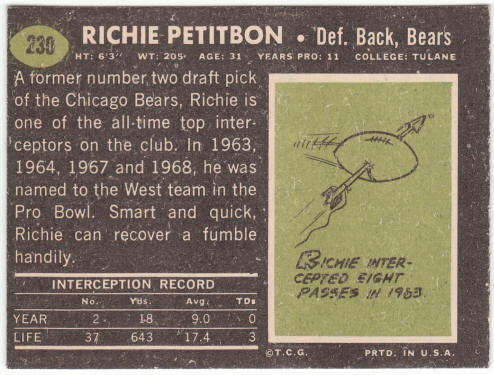 230
RICHIE PETITBON • Def. Back, Bears
HT: 6'3" WT: 205 AGE: 31 YEARS PRO: 11 COLLEGE: TULANE
A former number two draft pick
of the Chicago Bears, Richie is
one of the all-time top inter-
ceptors on the club. In 1963,
1964, 1967 and 1968, he was
named to the West team in the
Pro Bowl. Smart and quick,
Richie can recover a fumble
handily.
INTERCEPTION RECORD
No. Yds. Avg. TDs
YEAR 2 18 9.0 0
LIFE 37 643 17.4 3
RICHIE INTER-
CEPTED EIGHT
PASSES IN 1963.
©T.C.G. PRTD. IN U.S.A.